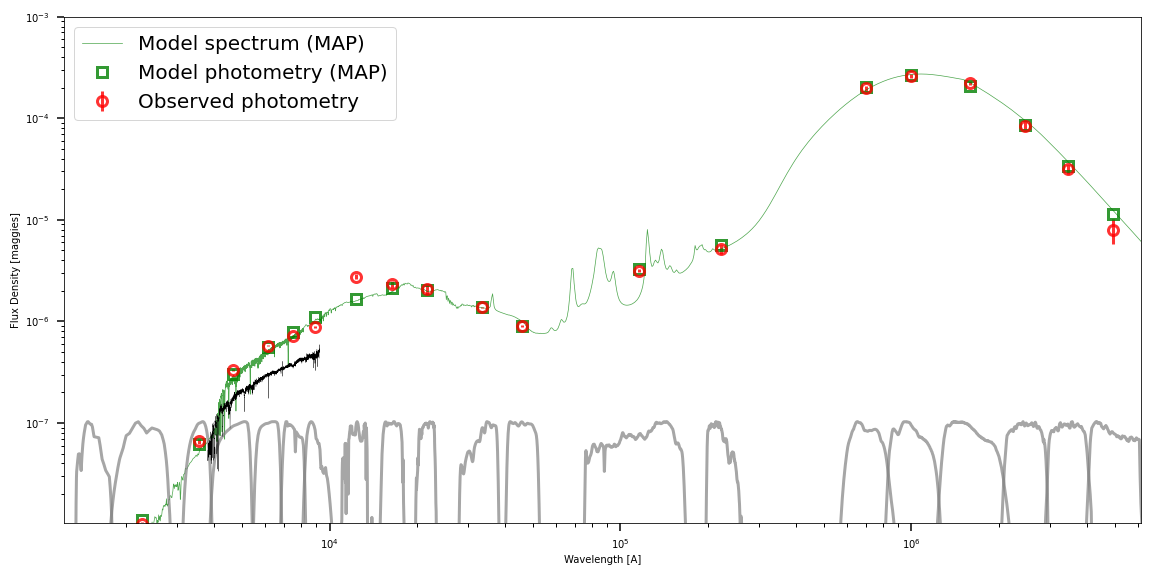 Model spectrum (MAP)
Model photometry (MAP)
Observed photometry
Flux Density [maggies]
10⁻³
10⁻⁴
10⁻⁵
10⁻⁶
10⁻⁷
10⁴ 10⁵ 10⁶
Wavelength [A]